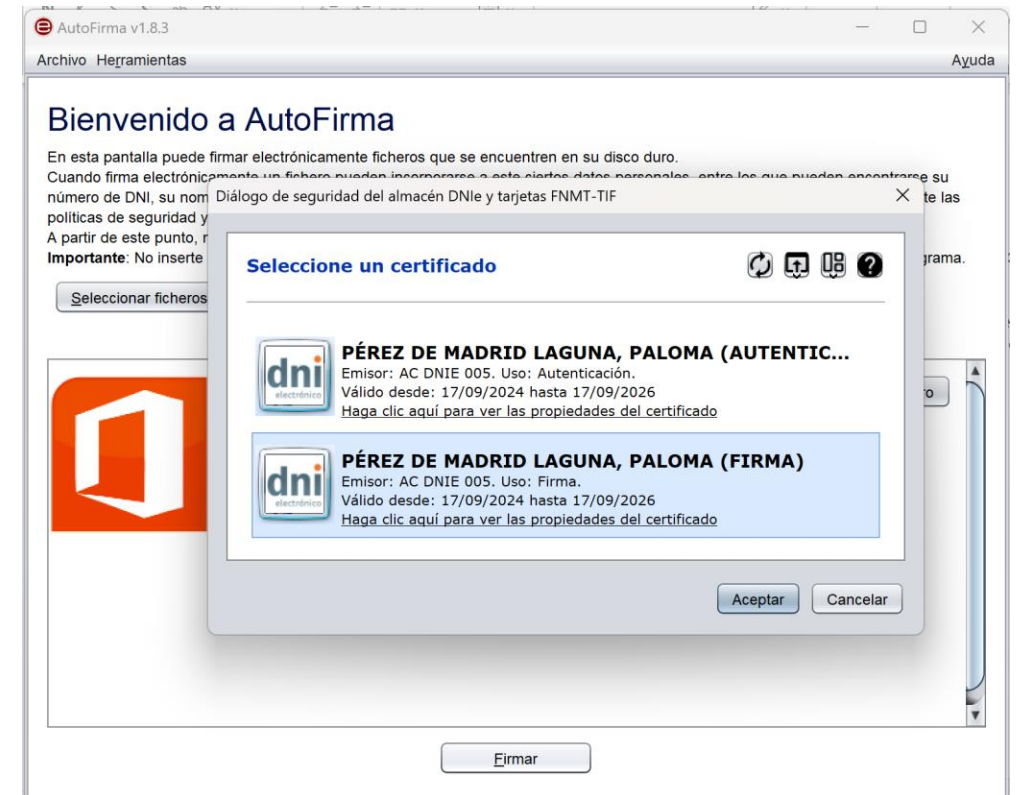 AutoFirma v1.8.3
Archivo Herramientas Ayuda
Bienvenido a AutoFirma
En esta pantalla puede firmar electrónicamente ficheros que se encuentren en su disco duro.
Cuando firma electrónicamente un fichero pueden incorporarse a este ciertos datos personales, entre los que pueden encontrarse su
número de DNI, su nom
te las
políticas de seguridad y
A partir de este punto,
Importante: No inserte
grama.
Seleccionar ficheros
Diálogo de seguridad del almacén DNIe y tarjetas FNMT-TIF
Seleccione un certificado
dni
electrónico
PÉREZ DE MADRID LAGUNA, PALOMA (AUTENTIC...
Emisor: AC DNIE 005. Uso: Autenticación.
Válido desde: 17/09/2024 hasta 17/09/2026
Haga clic aquí para ver las propiedades del certificado
dni
electrónico
PÉREZ DE MADRID LAGUNA, PALOMA (FIRMA)
Emisor: AC DNIE 005. Uso: Firma.
Válido desde: 17/09/2024 hasta 17/09/2026
Haga clic aquí para ver las propiedades del certificado
Aceptar Cancelar
Firmar